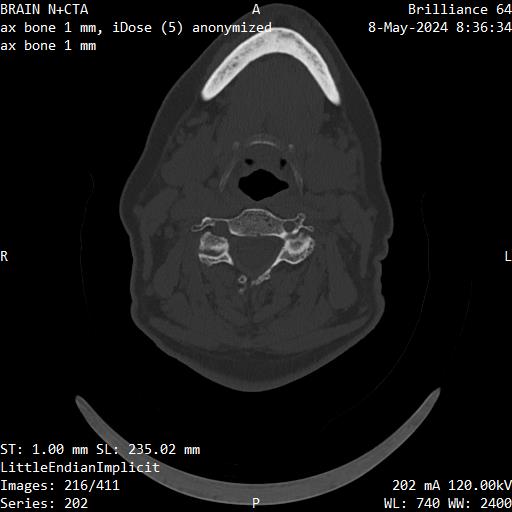 BRAIN N+CTA
A
Brilliance 64
ax bone 1 mm, iDose (5) anonymized
8-May-2024 8:36:34
ax bone 1 mm
R
L
ST: 1.00 mm SL: 235.02 mm
LittleEndianImplicit
Images: 216/411
202 mA 120.00kV
Series: 202
P
WL: 740 WW: 2400